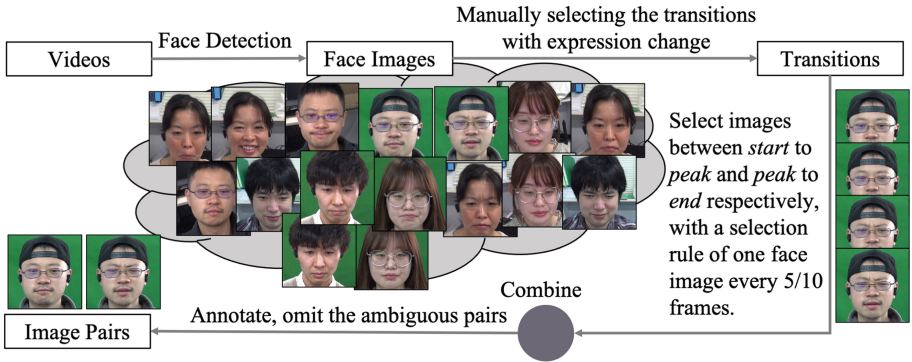 Videos
Face Detection
Face Images
Manually selecting the transitions
with expression change
Transitions
Select images
between start to
peak and peak to
end respectively,
with a selection
rule of one face
image every 5/10
frames.
Combine
Annotate, omit the ambiguous pairs
Image Pairs